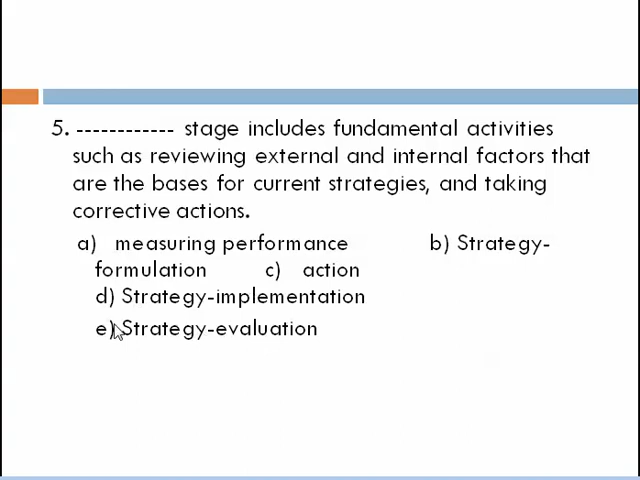 5. ------------ stage includes fundamental activities
such as reviewing external and internal factors that
are the bases for current strategies, and taking
corrective actions.
a) measuring performance b) Strategy-
formulation c) action
d) Strategy-implementation
e) Strategy-evaluation